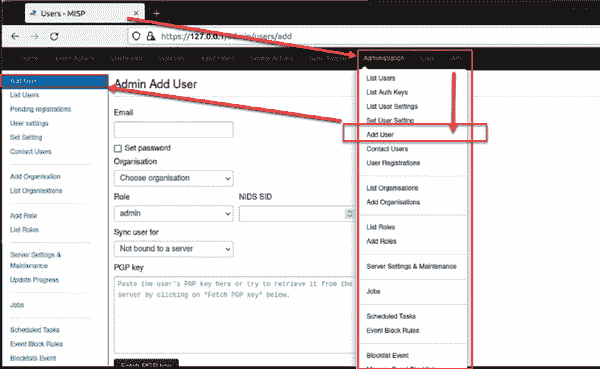 Users - MISP
https://127.0.0.1/admin/users/add
Administration
Add User
List Users
Pending registrations
User settings
Set Setting
Contact Users
Add Organisation
List Organisations
Add Role
List Roles
Server Settings &
Maintenance
Update Progress
Jobs
Scheduled Tasks
Event Block Rules
Blocklists Event
Admin Add User
Email
Set password
Organisation
Choose organisation
Role
NIDS SID
admin
Sync user for
Not bound to a server
PGP key
Paste the user's PGP key here or try to retrieve it from the
server by clicking on "Fetch PGP key" below.
Fetch PGP key
List Users
List Auth Keys
List User Settings
Set User Setting
Add User
Contact Users
User Registrations
List Organisations
Add Organisations
List Roles
Add Roles
Server Settings & Maintenance
Jobs
Scheduled Tasks
Event Block Rules
Blocklist Event